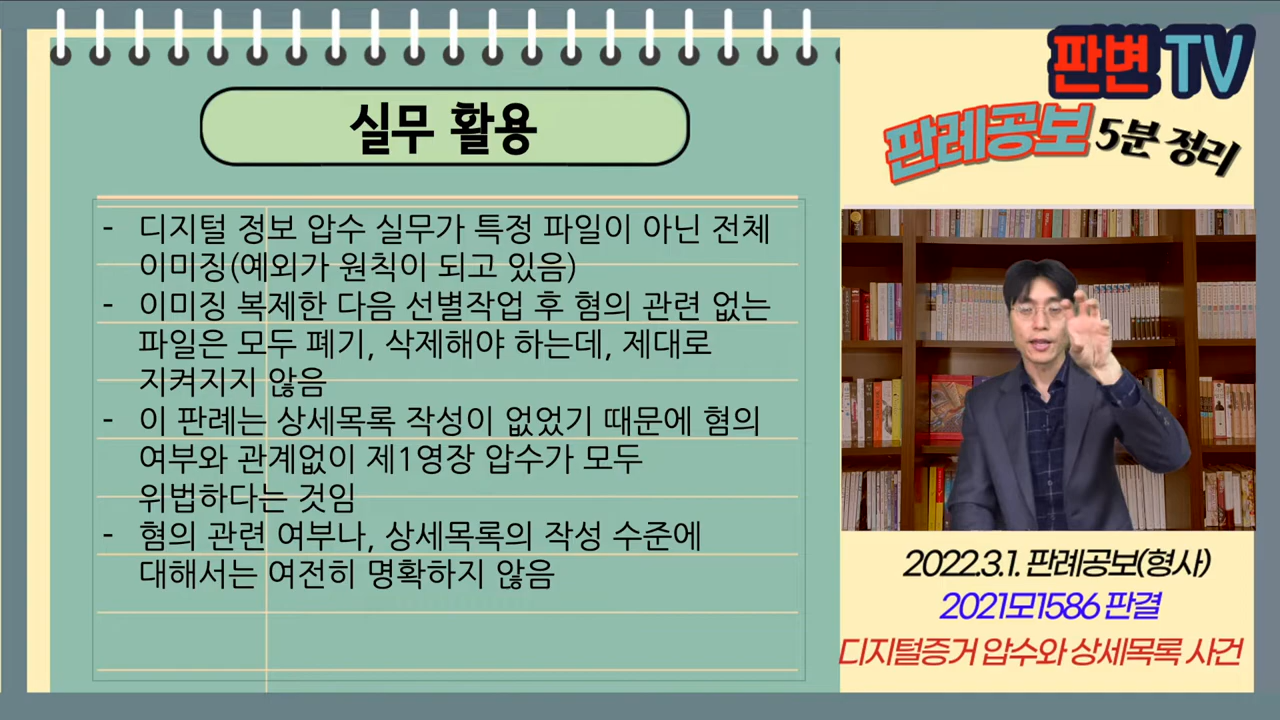 실무 활용
- 디지털 정보 압수 실무가 특정 파일이 아닌 전체
이미징(예외가 원칙이 되고 있음)
- 이미징 복제한 다음 선별작업 후 혐의 관련 없는
파일은 모두 폐기, 삭제해야 하는데, 제대로
지켜지지 않음
- 이 판례는 상세목록 작성이 없었기 때문에 혐의
여부와 관계없이 제1영장 압수가 모두
위법하다는 것임
- 혐의 관련 여부나, 상세목록의 작성 수준에
대해서는 여전히 명확하지 않음
판변 TV
판례공보 5분 정리
2022.3.1. 판례공보(형사)
2021모1586 판결
디지털증거 압수와 상세목록 사건